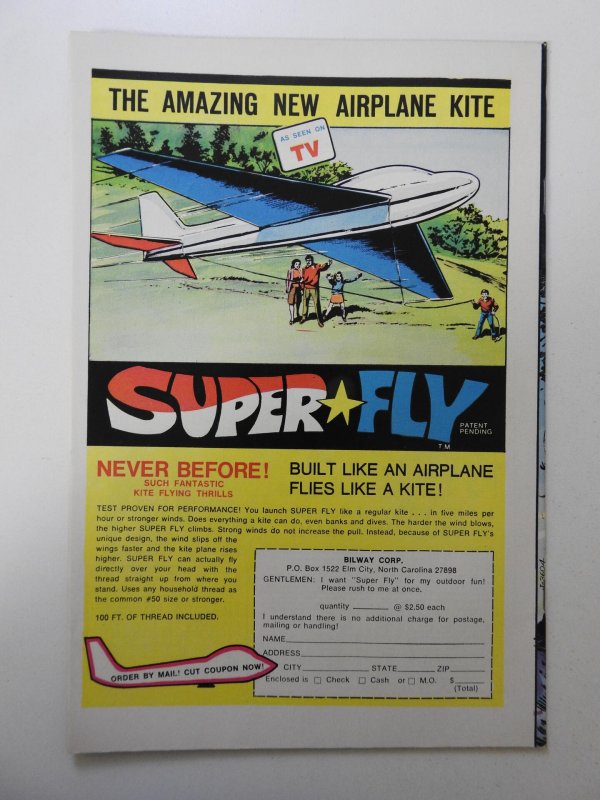 THE AMAZING NEW AIRPLANE KITE
AS SEEN ON
TV
SUPER★FLY
PATENT
PENDING
TM
NEVER BEFORE!
SUCH FANTASTIC
KITE FLYING THRILLS
BUILT LIKE AN AIRPLANE
FLIES LIKE A KITE!
TEST PROVEN FOR PERFORMANCE! You launch SUPER FLY like a regular kite . . . in five miles per
hour or stronger winds. Does everything a kite can do, even banks and dives. The harder the wind blows,
the higher SUPER FLY climbs. Strong winds do not increase the pull. Instead, because of SUPER FLY's
unique design, the wind slips off the
wings faster and the kite plane rises
higher. SUPER FLY can actually fly
directly over your head with the
thread straight up from where you
stand. Uses any household thread as
the common #50 size or stronger.
100 FT. OF THREAD INCLUDED.
ORDER BY MAIL! CUT COUPON NOW!
BILWAY CORP.
P.O. Box 1522 Elm City, North Carolina 27898
GENTLEMEN: I want "Super Fly" for my outdoor fun!
Please rush to me at once.
quantity ________ @ $2.50 each
I understand there is no additional charge for postage,
mailing or handling!
NAME
ADDRESS
CITY STATE ZIP
Enclosed is □ Check □ Cash or □ M.O. $
(Total)